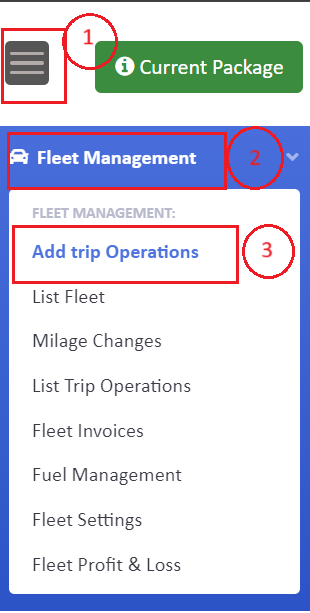 1
Current Package
Fleet Management
2
FLEET MANAGEMENT:
Add trip Operations
3
List Fleet
Milage Changes
List Trip Operations
Fleet Invoices
Fuel Management
Fleet Settings
Fleet Profit & Loss